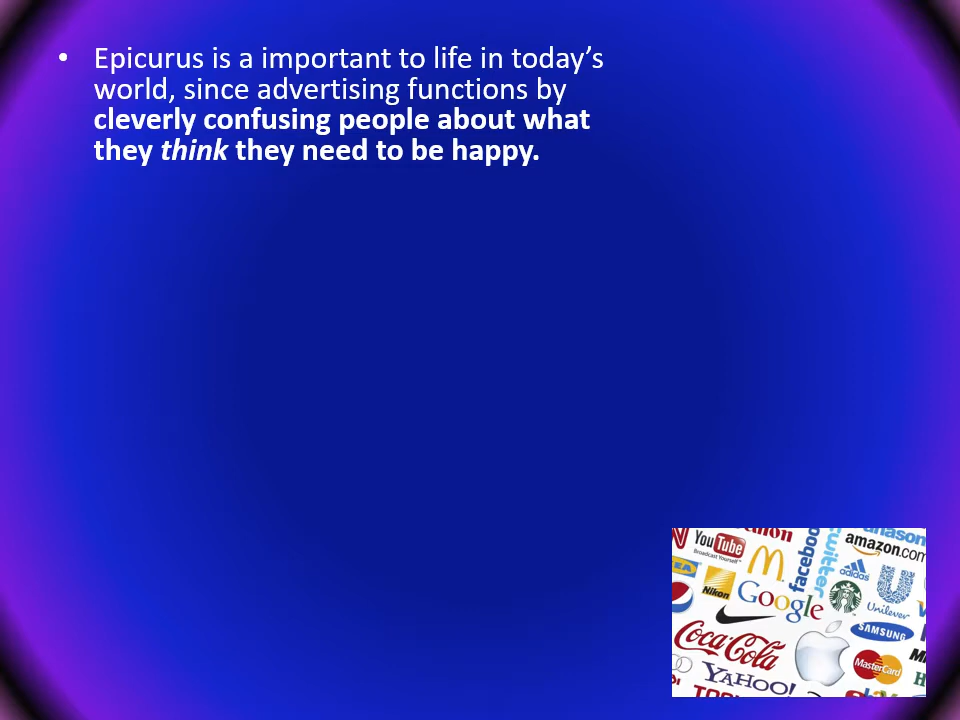 • Epicurus is a important to life in today's
world, since advertising functions by
cleverly confusing people about what
they think they need to be happy.
YouTube
Broadcast Yourself
facebook
twitter
amazon.com
adidas
Nikon
Google
Unilever
SAMSUNG
Coca-Cola
MasterCard
YAHOO!